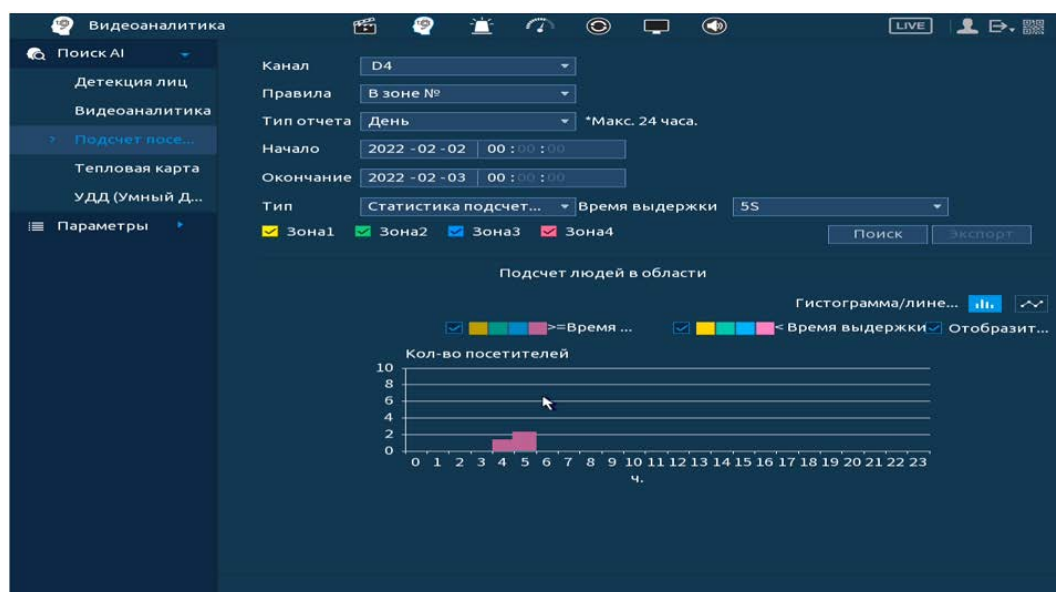 Видеоаналитика
LIVE
Поиск AI
Детекция лиц
Видеоаналитика
Подсчет посе...
Тепловая карта
УДД (Умный Д...
Параметры
Канал D4
Правила В зоне №
Тип отчета День *Макс. 24 часа.
Начало 2022 -02 -02 00 :00 :00
Окончание 2022 -02 -03 00 :00 :00
Тип Статистика подсчет... Время выдержки 5S
Зона1 Зона2 Зона3 Зона4 Поиск Экспорт
Подсчет людей в области
Гистограмма/лине...
>=Время ... < Время выдержки Отобразит...
Кол-во посетителей
10
8
6
4
2
0
0 1 2 3 4 5 6 7 8 9 10 11 12 13 14 15 16 17 18 19 20 21 22 23
ч.